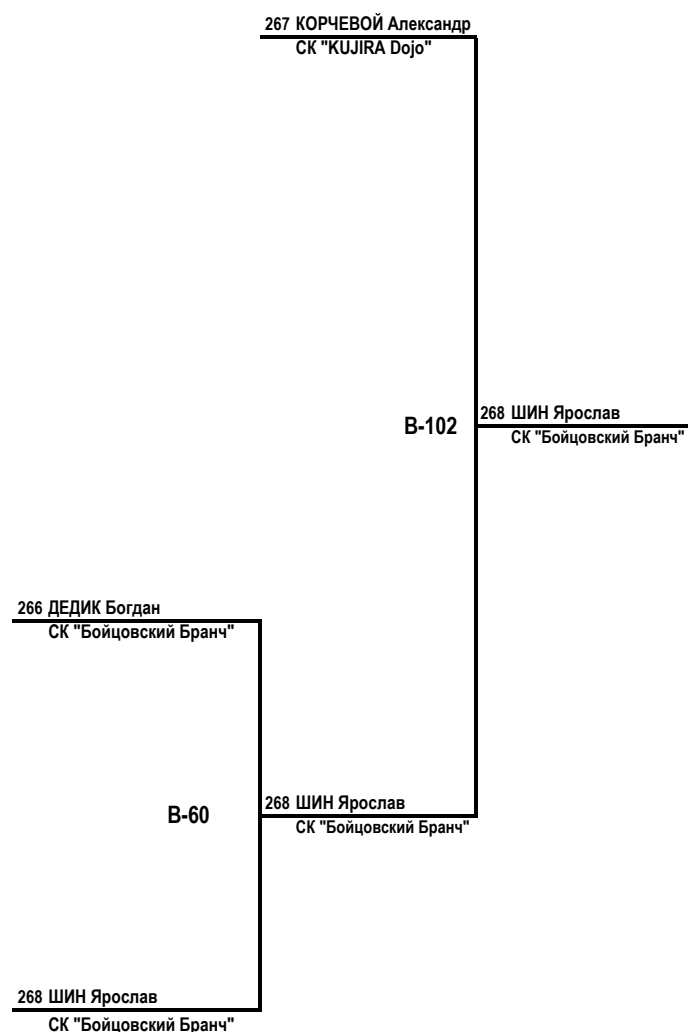 267 КОРЧЕВОЙ Александр
СК "KUJIRA Dojo"
B-102
268 ШИН Ярослав
СК "Бойцовский Бранч"
266 ДЕДИК Богдан
СК "Бойцовский Бранч"
B-60
268 ШИН Ярослав
СК "Бойцовский Бранч"
268 ШИН Ярослав
СК "Бойцовский Бранч"